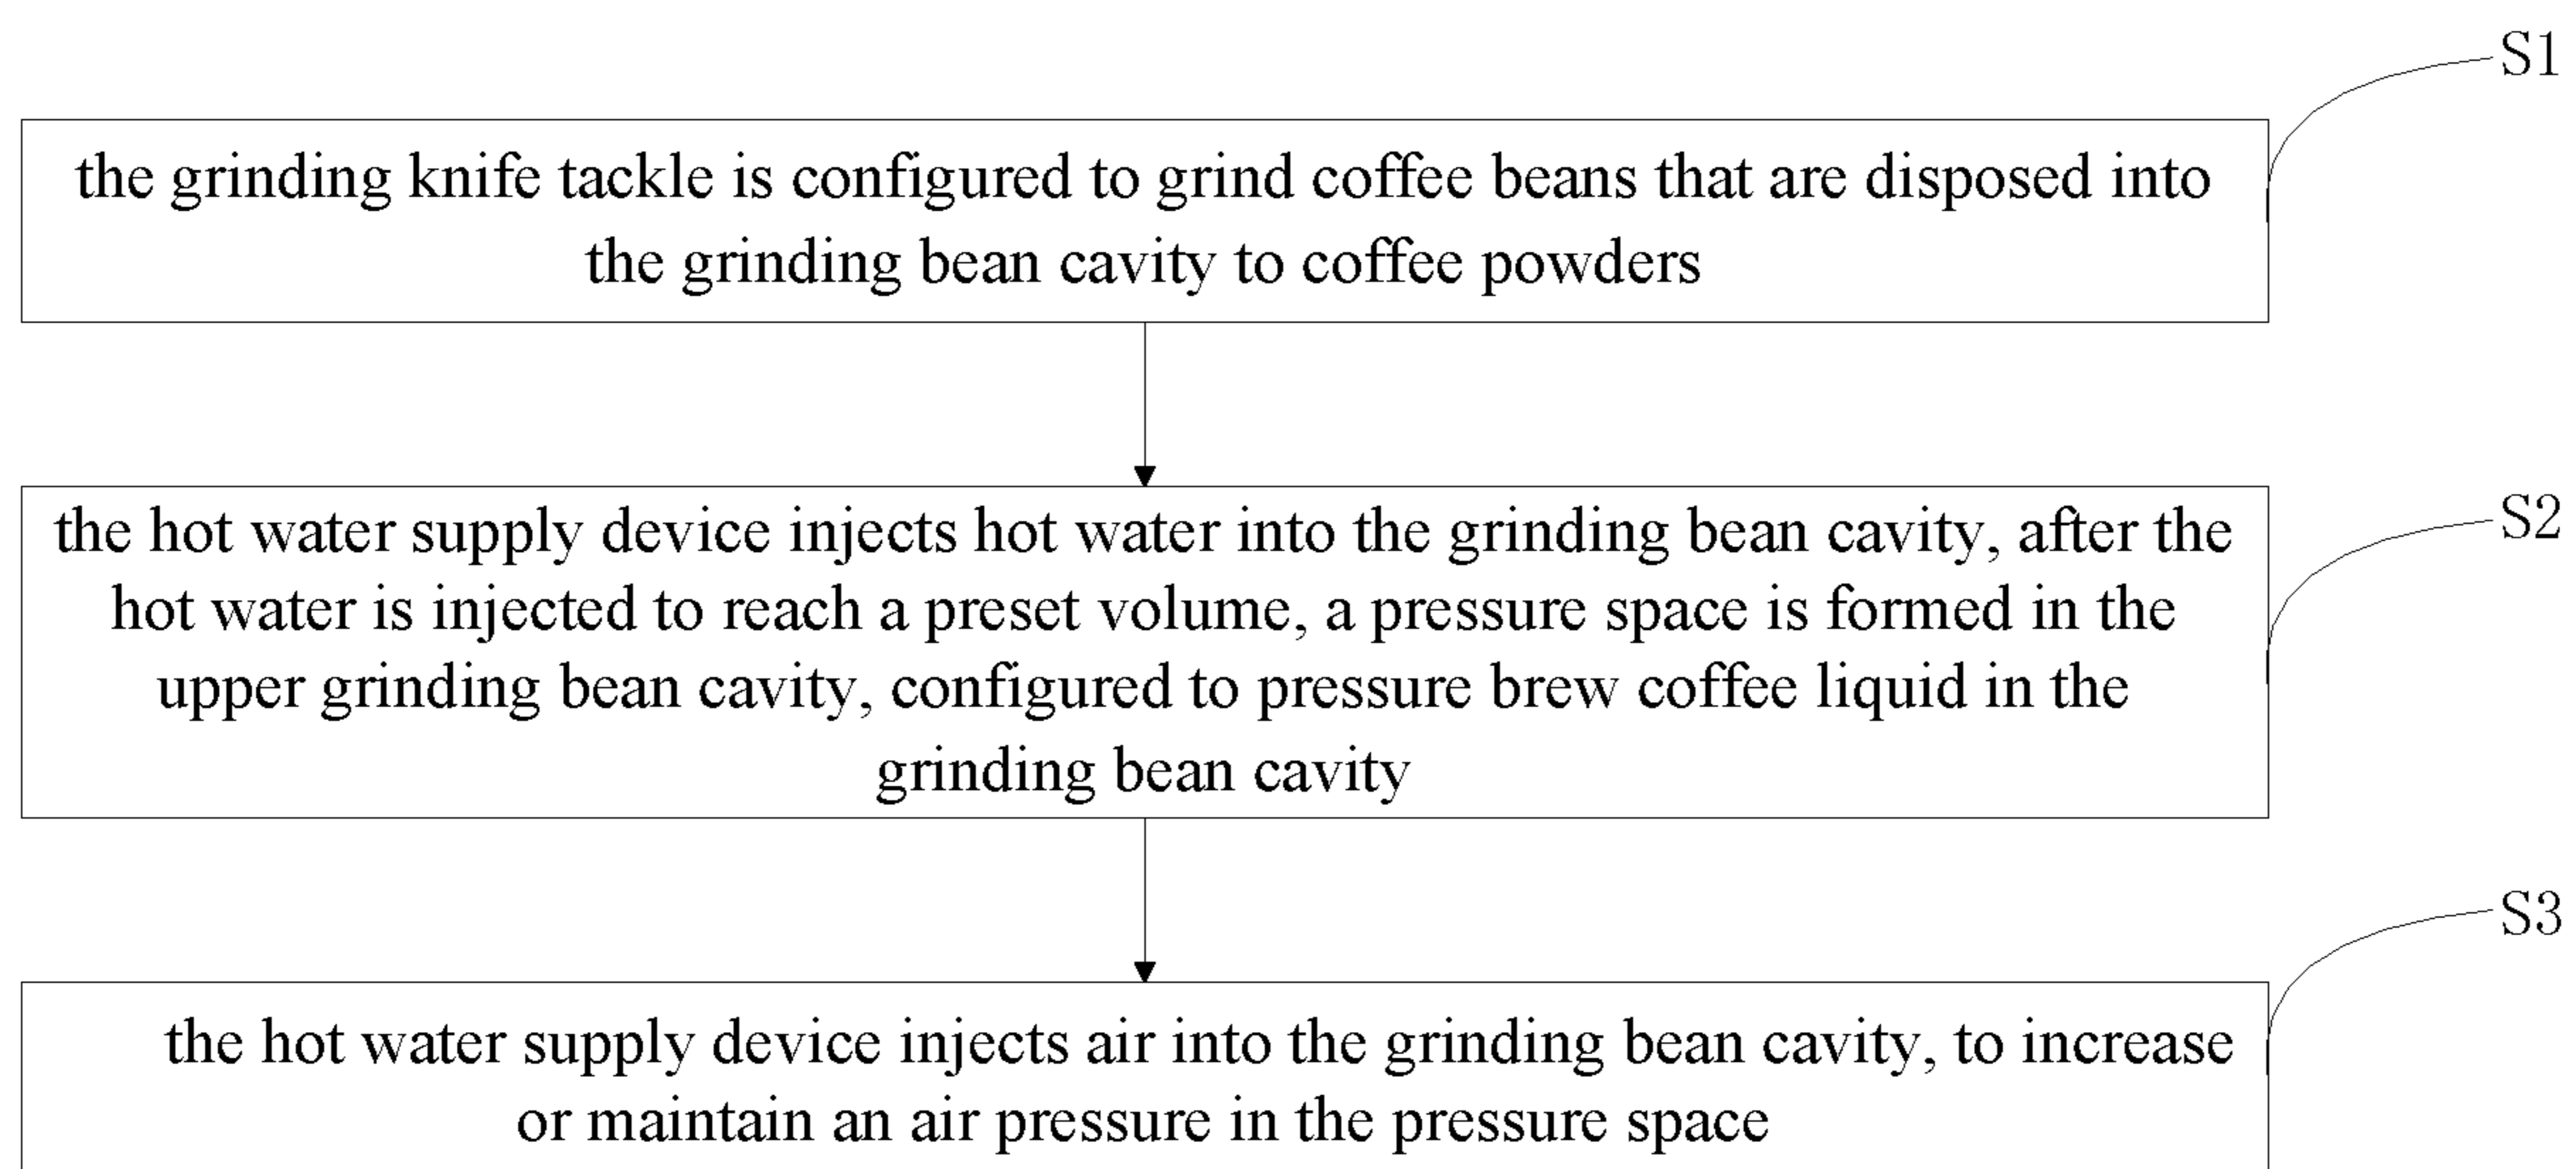 S1
the grinding knife tackle is configured to grind coffee beans that are disposed into
the grinding bean cavity to coffee powders
S2
the hot water supply device injects hot water into the grinding bean cavity, after the
hot water is injected to reach a preset volume, a pressure space is formed in the
upper grinding bean cavity, configured to pressure brew coffee liquid in the
grinding bean cavity
S3
the hot water supply device injects air into the grinding bean cavity, to increase
or maintain an air pressure in the pressure space